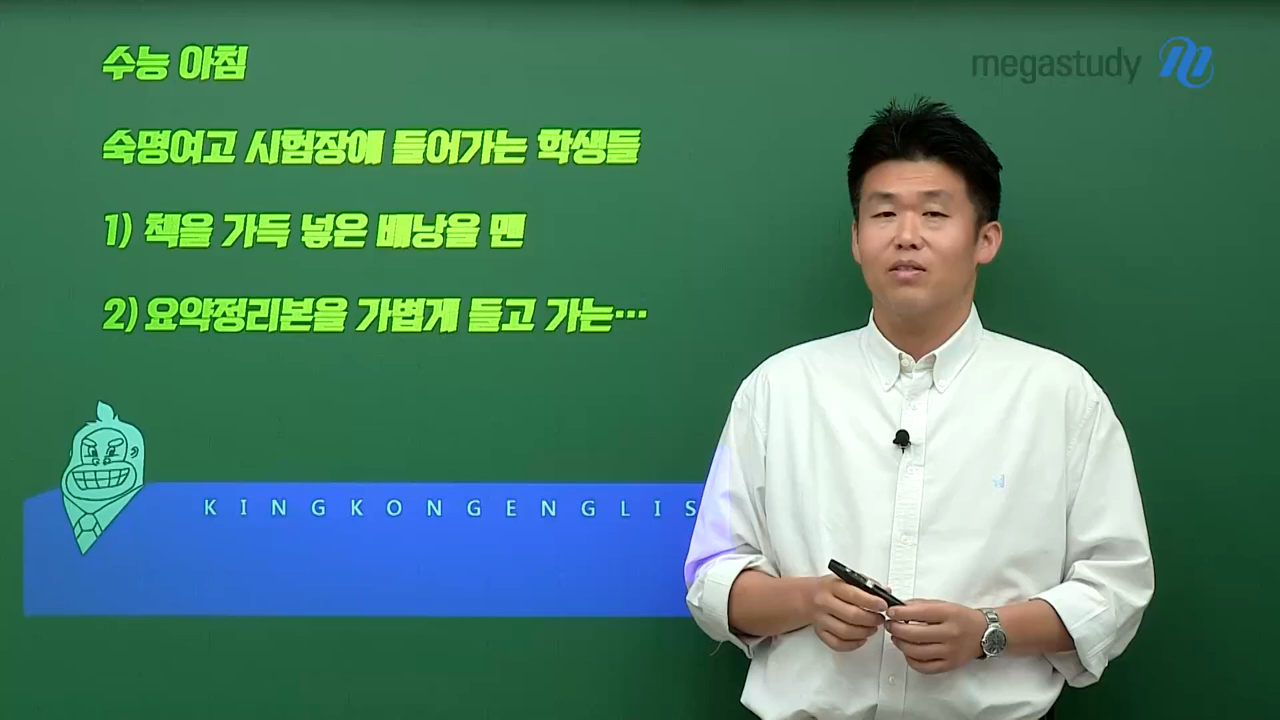 수능 아침
megastudy
숙명여고 시험장에 들어가는 학생들
1) 책을 가득 넣은 배낭을 맨
2) 요약정리본을 가볍게 들고 가는…
KINGKONGENGLIS